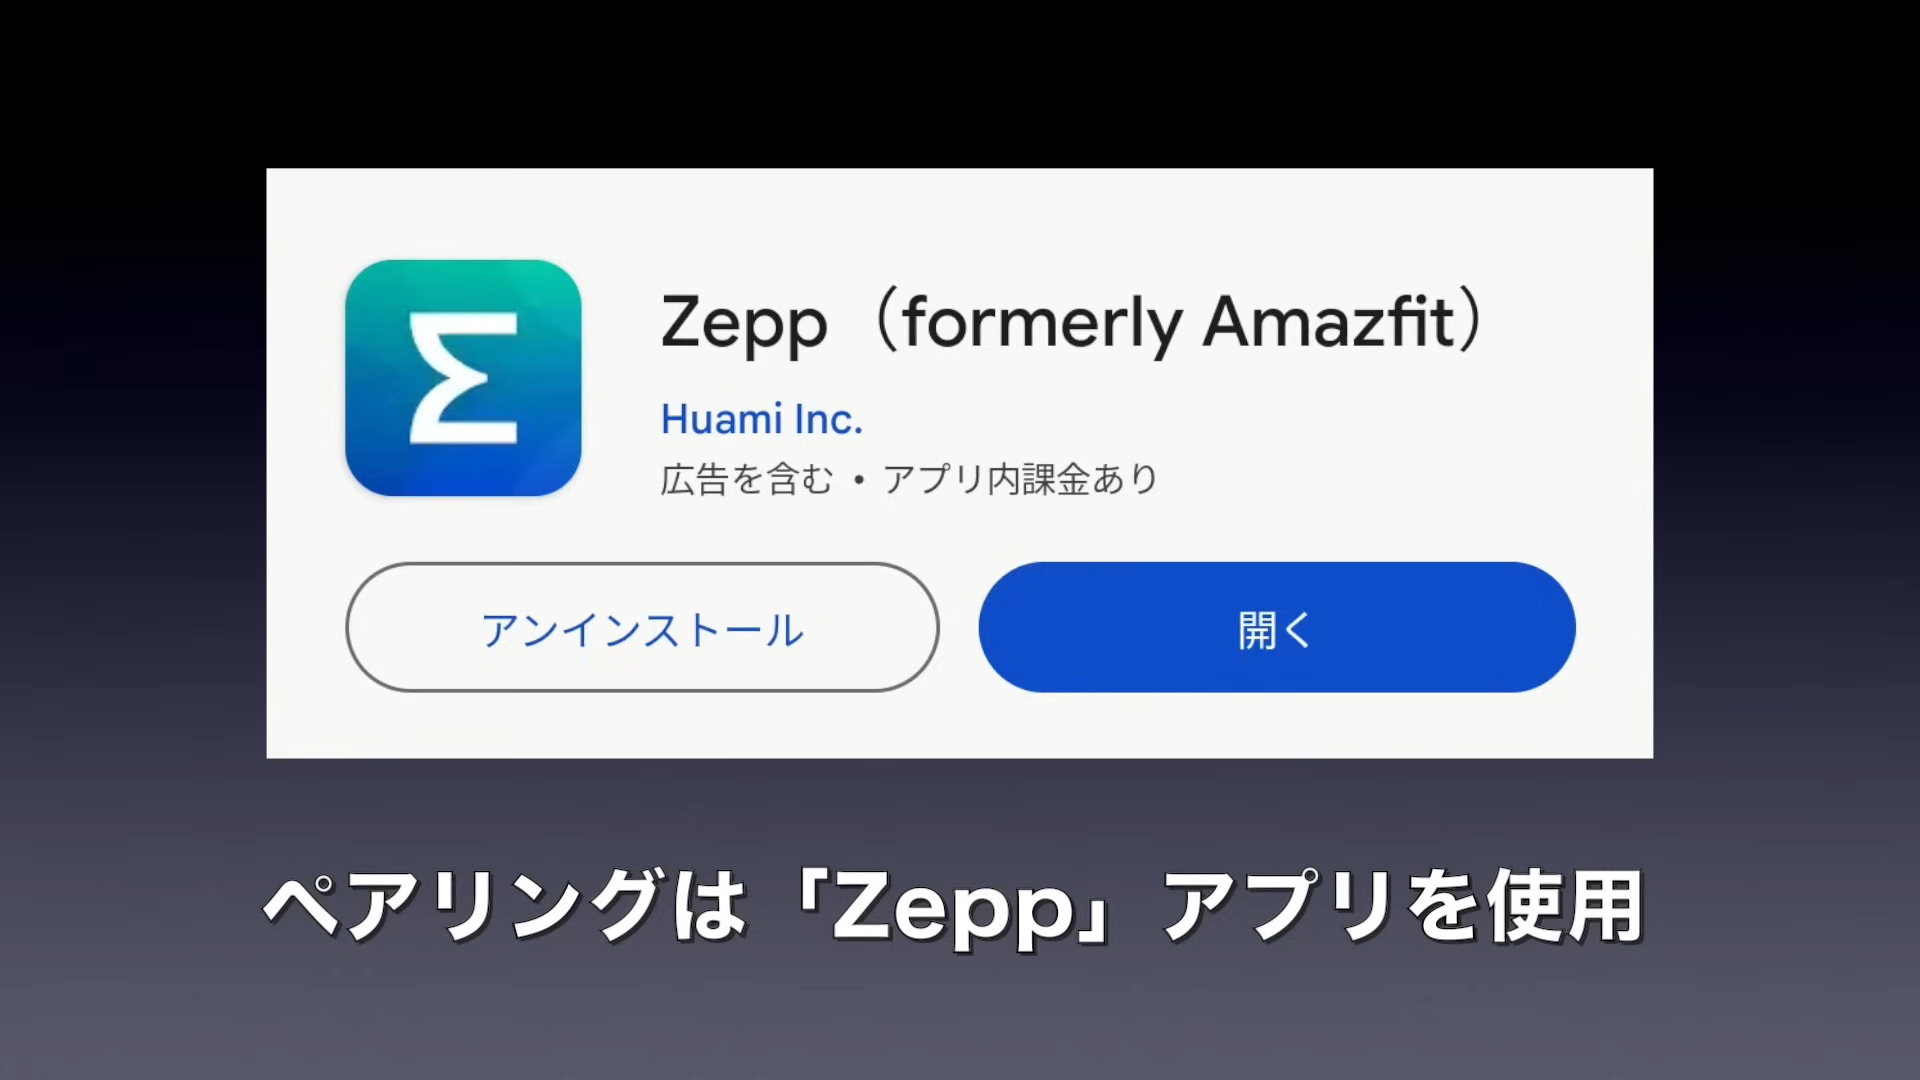 Zepp（formerly Amazfit）
Huami Inc.
広告を含む • アプリ内課金あり
アンインストール
開く
ペアリングは「Zepp」アプリを使用